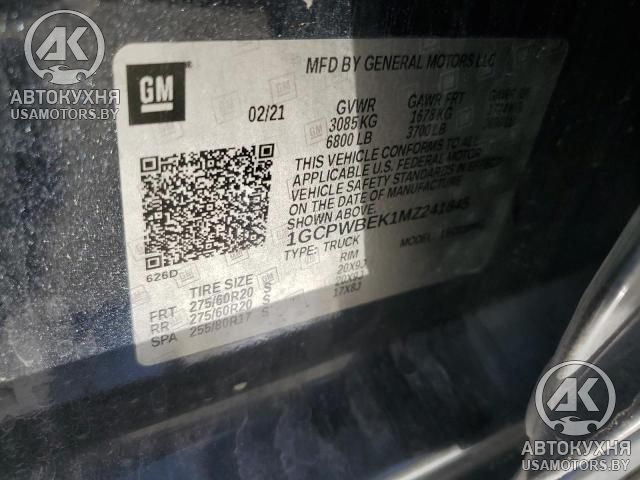 АВТОКУХНЯ
USAMOTORS.BY
GM
MFD BY GENERAL MOTORS LLC
02/21 GVWR GAWR FRT GAWR RR
3085 KG 1678 KG
6800 LB 3700 LB
THIS VEHICLE CONFORMS TO ALL
APPLICABLE U.S. FEDERAL MOTOR
VEHICLE SAFETY STANDARDS IN EFFECT
ON THE DATE OF MANUFACTURE
SHOWN ABOVE.
1GCPWBEK1MZ241845
TYPE: TRUCK MODEL:
626D
TIRE SIZE RIM
FRT 275/60R20 S 20X9J
RR 275/60R20 S 20X9J
SPA 255/80R17 S 17X8J
АВТОКУХНЯ
USAMOTORS.BY